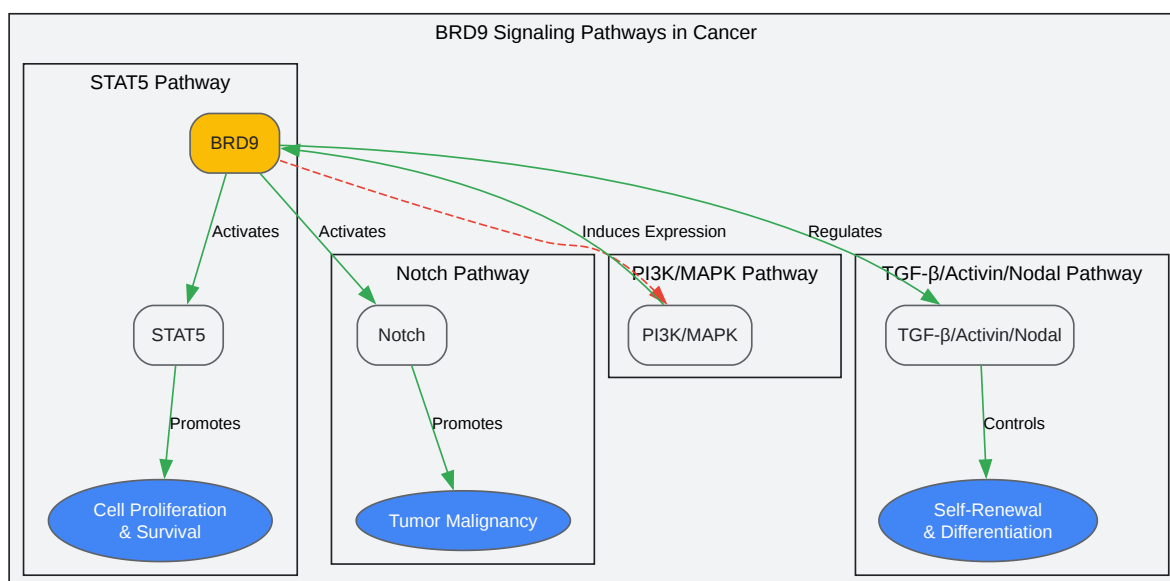 BRD9 Signaling Pathways in Cancer
STAT5 Pathway
BRD9
Activates
Activates
Induces Expression
Regulates
Notch Pathway
PI3K/MAPK Pathway
TGF-β/Activin/Nodal Pathway
STAT5
Notch
PI3K/MAPK
TGF-β/Activin/Nodal
Promotes
Promotes
Controls
Cell Proliferation
& Survival
Tumor Malignancy
Self-Renewal
& Differentiation